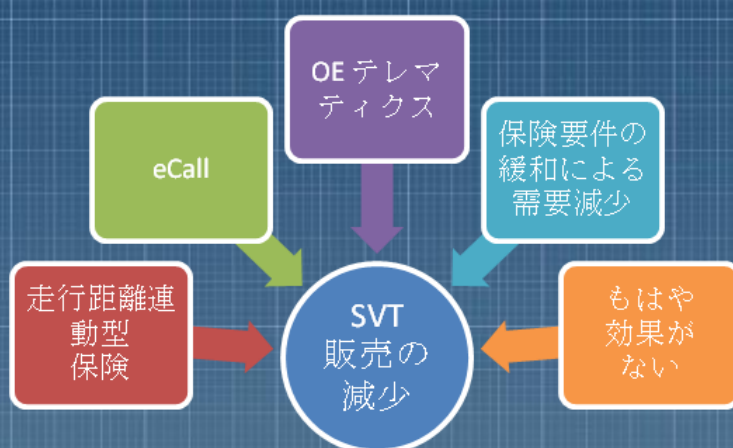 OE テレマ
ティクス
eCall
保険要件の
緩和による
需要減少
走行距離連
動型
保険
SVT
販売の
減少
もはや
効果が
ない